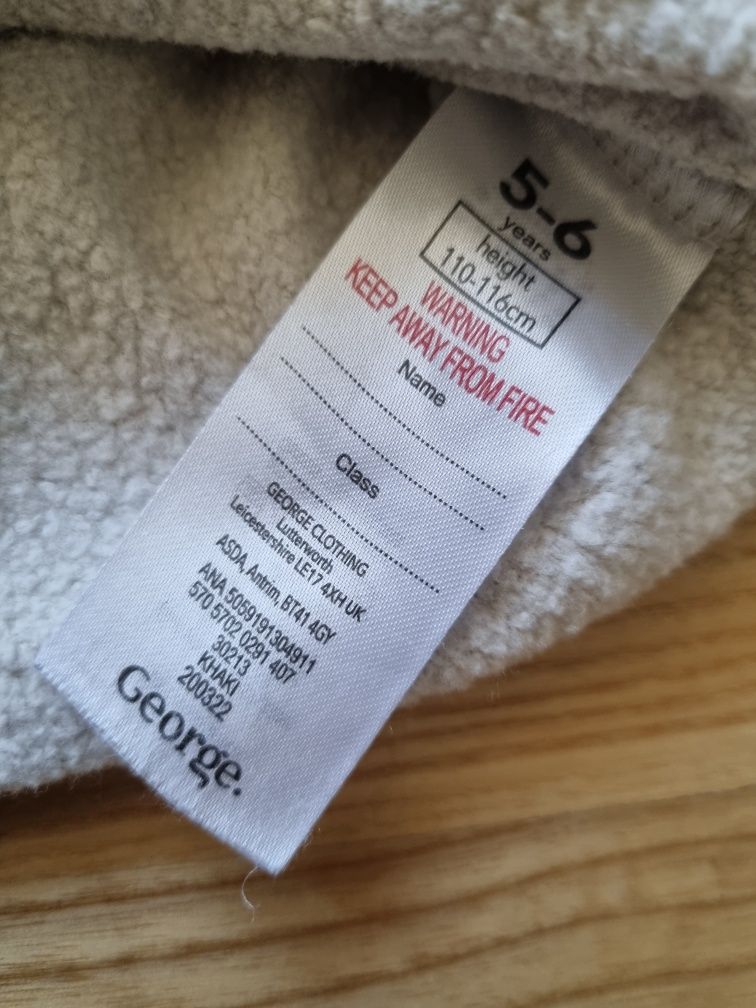 5-6
years
height
110-116cm
WARNING
KEEP AWAY FROM FIRE
Name
Class
GEORGE CLOTHING
Lutterworth
Leicestershire LE17 4XH UK
ASDA, Antrim, BT41 4GY
ANA 5059191304911
570 5702 0291 407
30213
KHAKI
200322
George.